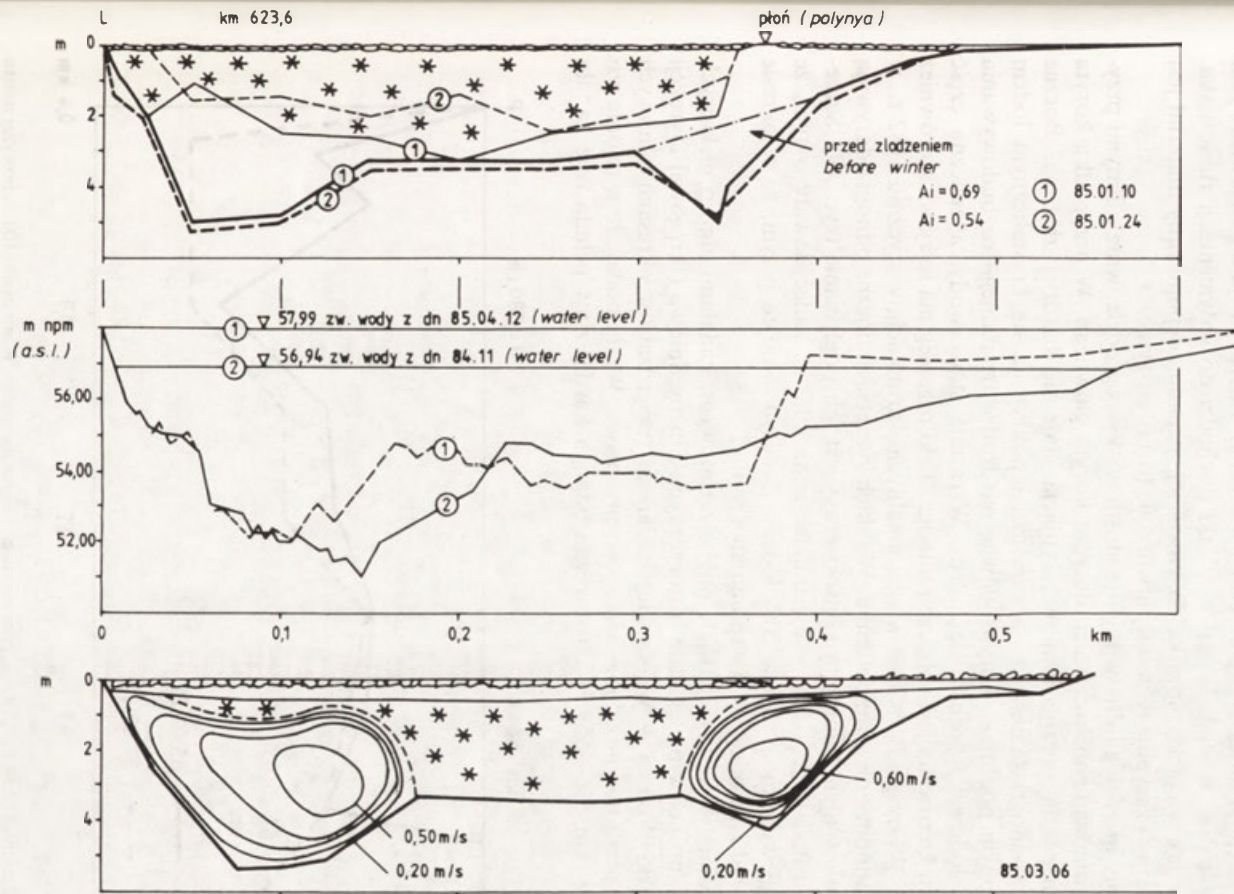 L km 623,6 płoń (polynya)
m 0
2
4
2
1
1
2
przed zlodzeniem
before winter
Ai = 0,69 1 85.01.10
Ai = 0,54 2 85.01.24
m npm
(a.s.l.)
1 57,99 zw. wody z dn 85.04.12 (water level)
2 56,94 zw. wody z dn 84.11 (water level)
56,00
54,00
52,00
1
2
0 0,1 0,2 0,3 0,4 0,5 km
m 0
2
4
0,50 m/s
0,20 m/s
0,60 m/s
0,20 m/s
85.03.06